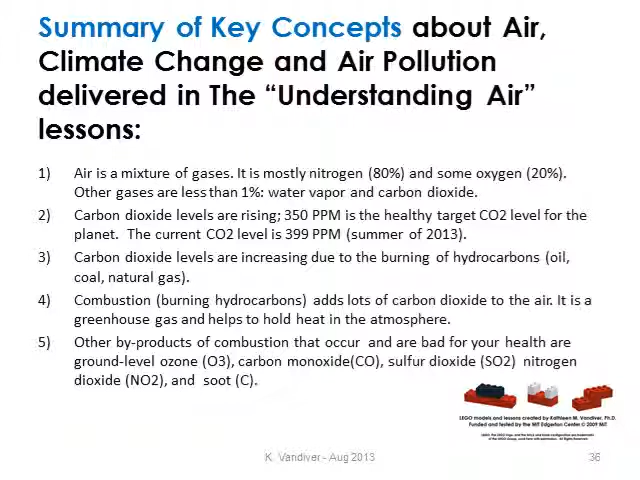 Summary of Key Concepts about Air,
Climate Change and Air Pollution
delivered in The “Understanding Air”
lessons:
1) Air is a mixture of gases. It is mostly nitrogen (80%) and some oxygen (20%).
Other gases are less than 1%: water vapor and carbon dioxide.
2) Carbon dioxide levels are rising; 350 PPM is the healthy target CO2 level for the
planet. The current CO2 level is 399 PPM (summer of 2013).
3) Carbon dioxide levels are increasing due to the burning of hydrocarbons (oil,
coal, natural gas).
4) Combustion (burning hydrocarbons) adds lots of carbon dioxide to the air. It is a
greenhouse gas and helps to hold heat in the atmosphere.
5) Other by-products of combustion that occur and are bad for your health are
ground-level ozone (O3), carbon monoxide(CO), sulfur dioxide (SO2) nitrogen
dioxide (NO2), and soot (C).
LEGO models and lessons created by Kathleen M. Vandiver, Ph.D.
Funded and tested by the MIT Edgerton Center © 2009 MIT
K. Vandiver - Aug 2013
36